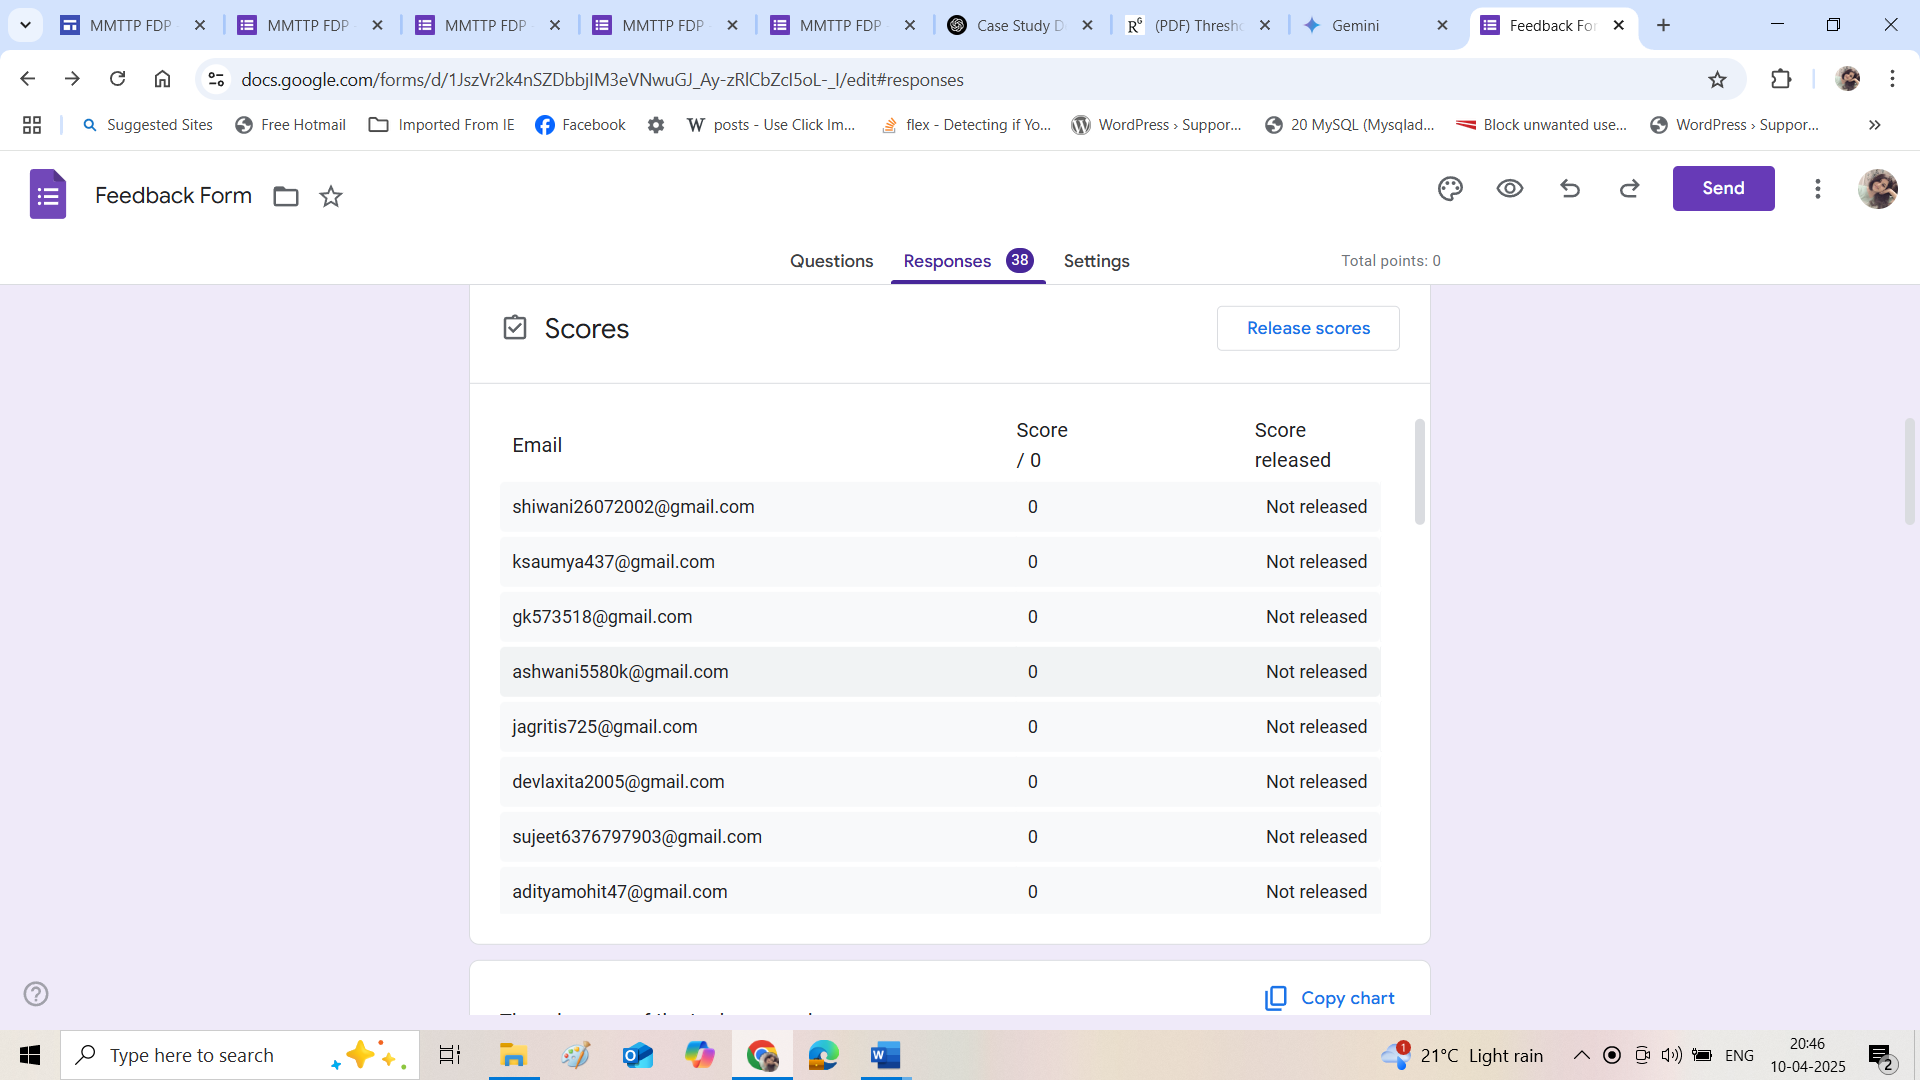 MMTTP FDP
MMTTP FDP
MMTTP FDP
MMTTP FDP
MMTTP FDP
Case Study D
(PDF) Thresho
Gemini
Feedback For
docs.google.com/forms/d/1JszVr2k4nSZDbbjIM3eVNwuGJ_Ay-zRlCbZcI5oL-_I/edit#responses
Suggested Sites
Free Hotmail
Imported From IE
Facebook
posts - Use Click Im...
flex - Detecting if Yo...
WordPress › Suppor...
20 MySQL (Mysqlad...
Block unwanted use...
WordPress › Suppor...
Feedback Form
Send
Questions
Responses 38
Settings
Total points: 0
Scores
Release scores
Email
Score
/ 0
Score
released
shiwani26072002@gmail.com 0 Not released
ksaumya437@gmail.com 0 Not released
gk573518@gmail.com 0 Not released
ashwani5580k@gmail.com 0 Not released
jagritis725@gmail.com 0 Not released
devlaxita2005@gmail.com 0 Not released
sujeet6376797903@gmail.com 0 Not released
adityamohit47@gmail.com 0 Not released
Copy chart
Type here to search
1
21°C Light rain
ENG
20:46
10-04-2025
2